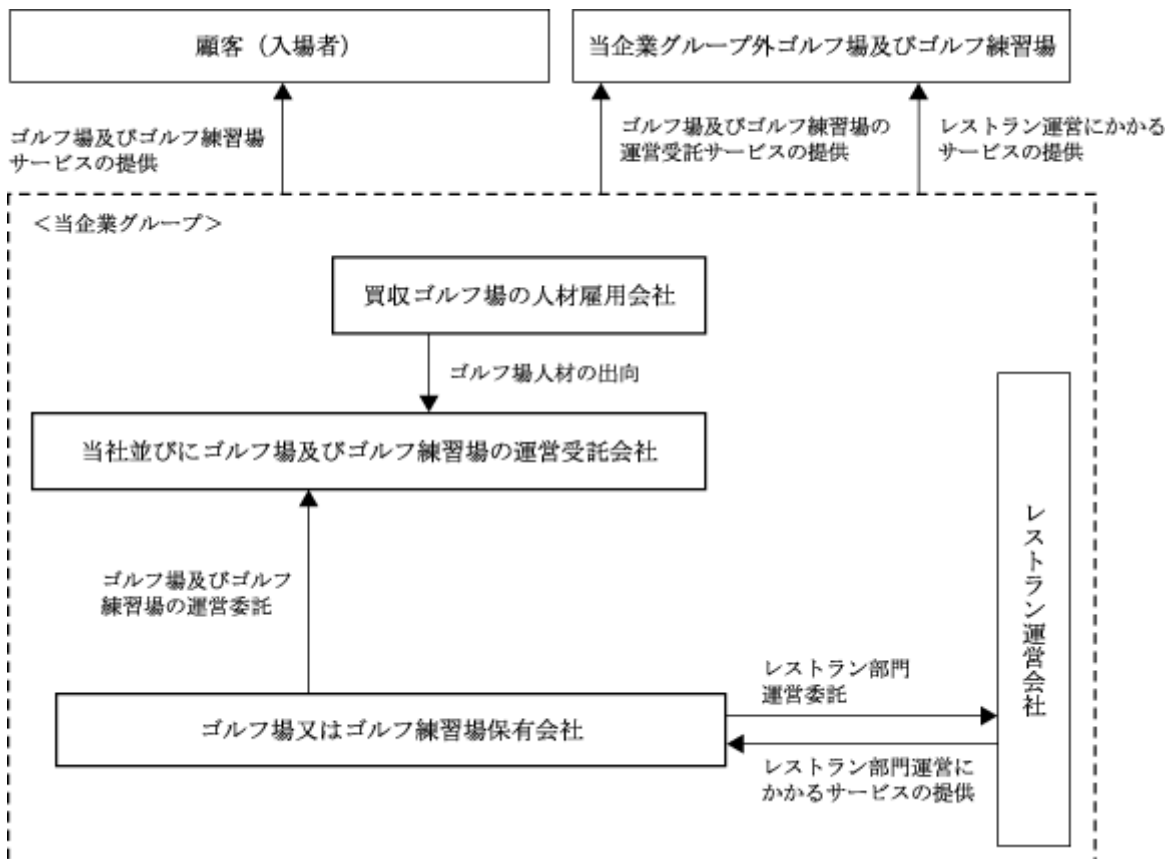 顧客（入場者）
当企業グループ外ゴルフ場及びゴルフ練習場
ゴルフ場及びゴルフ練習場
サービスの提供
ゴルフ場及びゴルフ練習場の
運営受託サービスの提供
レストラン運営にかかる
サービスの提供
＜当企業グループ＞
買収ゴルフ場の人材雇用会社
ゴルフ場人材の出向
当社並びにゴルフ場及びゴルフ練習場の運営受託会社
ゴルフ場及びゴルフ
練習場の運営委託
レストラン運営会社
レストラン部門
運営委託
ゴルフ場又はゴルフ練習場保有会社
レストラン部門運営に
かかるサービスの提供